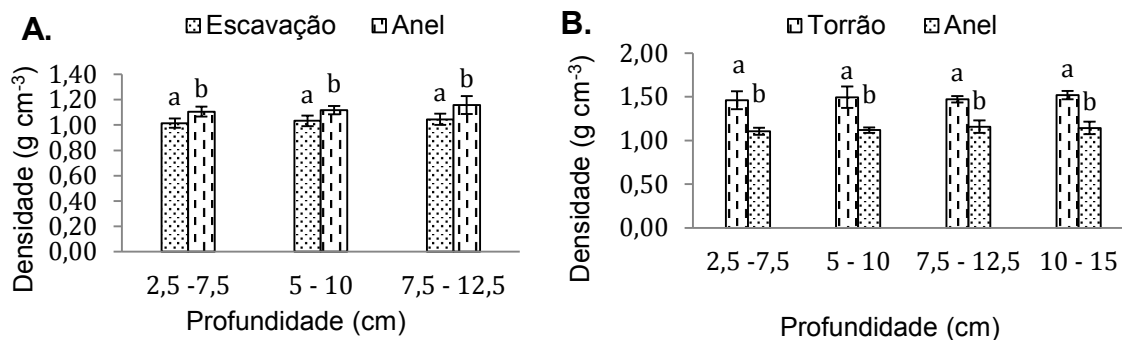 A.
Escavação Anel
Densidade (g cm-3)
1,40
1,20
1,00
0,80
0,60
0,40
0,20
0,00
a b a b a b
2,5 -7,5 5 - 10 7,5 - 12,5
Profundidade (cm)
B.
Torrão Anel
Densidade (g cm-3)
2,00
1,50
1,00
0,50
0,00
a b a b a b a b
2,5 -7,5 5 - 10 7,5 - 12,5 10 - 15
Profundidade (cm)